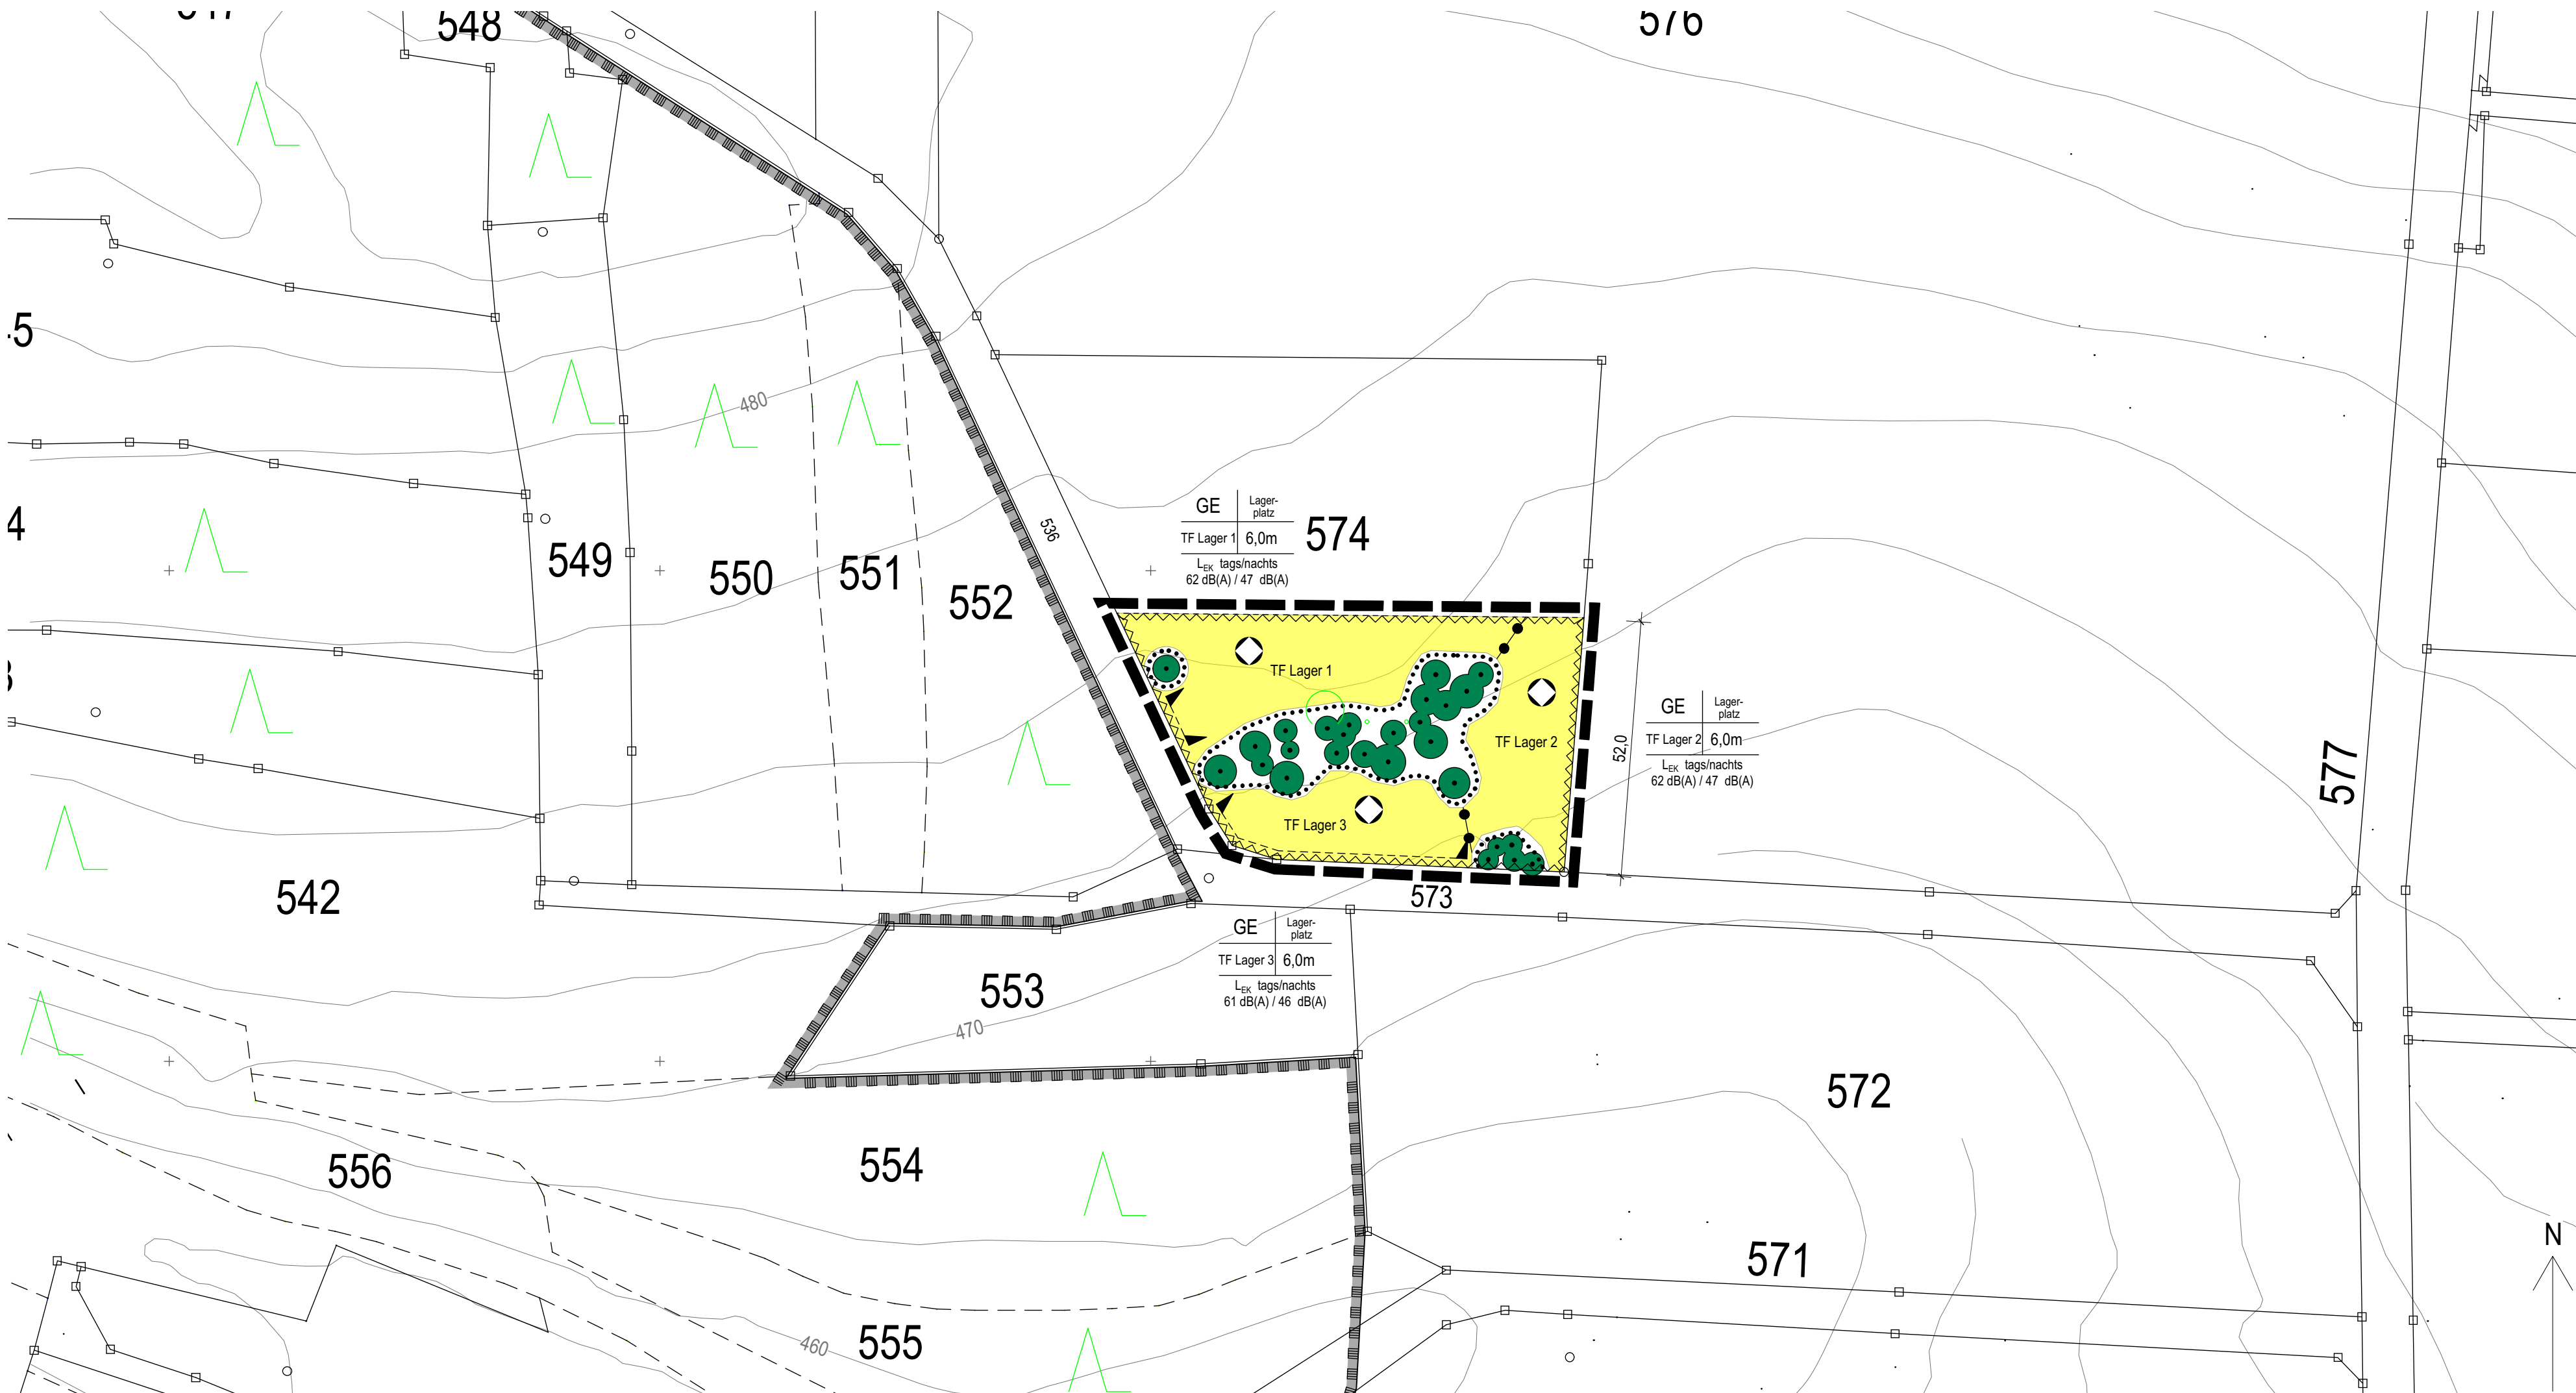 548
576
480
536
549
550
551
552
GE
Lager-
platz
TF Lager 1
6,0m
LEK tags/nachts
62 dB(A) / 47 dB(A)
574
TF Lager 1
TF Lager 2
TF Lager 3
52,0
GE
Lager-
platz
TF Lager 2
6,0m
LEK tags/nachts
62 dB(A) / 47 dB(A)
577
542
573
GE
Lager-
platz
TF Lager 3
6,0m
LEK tags/nachts
61 dB(A) / 46 dB(A)
553
470
572
554
556
571
N
555
460